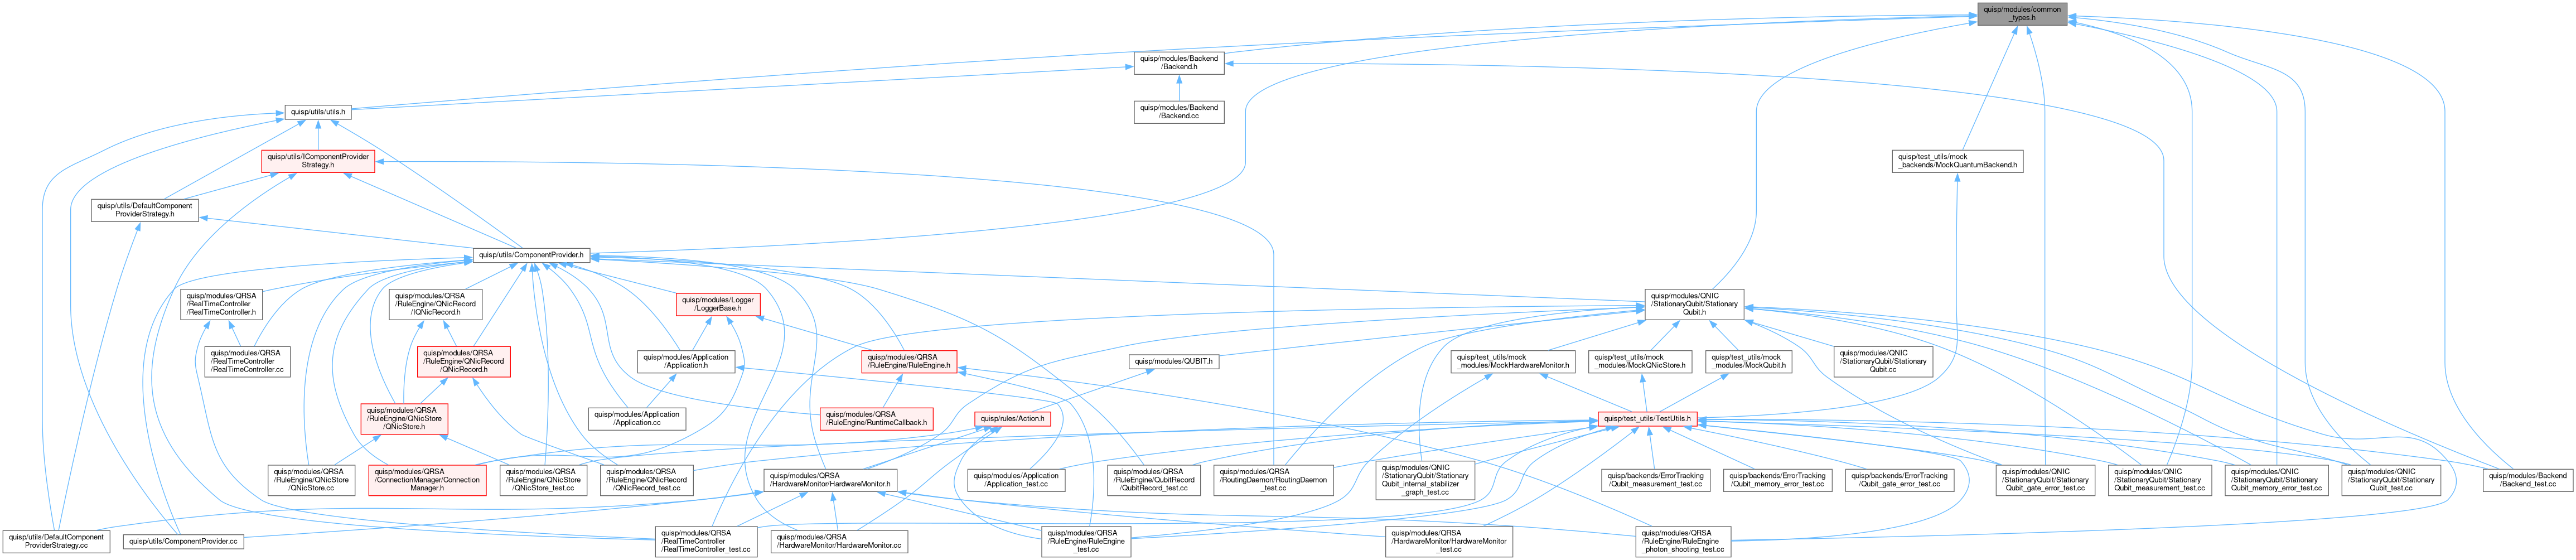 quisp/modules/common
_types.h
quisp/modules/Backend
/Backend.h
quisp/utils/utils.h
quisp/modules/Backend
/Backend.cc
quisp/utils/IComponentProvider
Strategy.h
quisp/test_utils/mock
_backends/MockQuantumBackend.h
quisp/utils/DefaultComponent
ProviderStrategy.h
quisp/utils/ComponentProvider.h
quisp/modules/QRSA
/RealTimeController
/RealTimeController.h
quisp/modules/QRSA
/RuleEngine/QNicRecord
/IQNicRecord.h
quisp/modules/Logger
/LoggerBase.h
quisp/modules/QNIC
/StationaryQubit/Stationary
Qubit.h
quisp/modules/QRSA
/RealTimeController
/RealTimeController.cc
quisp/modules/QRSA
/RuleEngine/QNicRecord
/QNicRecord.h
quisp/modules/Application
/Application.h
quisp/modules/QRSA
/RuleEngine/RuleEngine.h
quisp/modules/QUBIT.h
quisp/test_utils/mock
_modules/MockHardwareMonitor.h
quisp/test_utils/mock
_modules/MockQNicStore.h
quisp/test_utils/mock
_modules/MockQubit.h
quisp/modules/QNIC
/StationaryQubit/Stationary
Qubit.cc
quisp/modules/QRSA
/RuleEngine/QNicStore
/QNicStore.h
quisp/modules/Application
/Application.cc
quisp/modules/QRSA
/RuleEngine/RuntimeCallback.h
quisp/rules/Action.h
quisp/test_utils/TestUtils.h
quisp/modules/QRSA
/RuleEngine/QNicStore
/QNicStore.cc
quisp/modules/QRSA
/ConnectionManager/Connection
Manager.h
quisp/modules/QRSA
/RuleEngine/QNicStore
/QNicStore_test.cc
quisp/modules/QRSA
/RuleEngine/QNicRecord
/QNicRecord_test.cc
quisp/modules/QRSA
/HardwareMonitor/HardwareMonitor.h
quisp/modules/Application
/Application_test.cc
quisp/modules/QRSA
/RuleEngine/QubitRecord
/QubitRecord_test.cc
quisp/modules/QRSA
/RoutingDaemon/RoutingDaemon
_test.cc
quisp/modules/QNIC
/StationaryQubit/Stationary
Qubit_internal_stabilizer
_graph_test.cc
quisp/backends/ErrorTracking
/Qubit_measurement_test.cc
quisp/backends/ErrorTracking
/Qubit_memory_error_test.cc
quisp/backends/ErrorTracking
/Qubit_gate_error_test.cc
quisp/modules/QNIC
/StationaryQubit/Stationary
Qubit_gate_error_test.cc
quisp/modules/QNIC
/StationaryQubit/Stationary
Qubit_measurement_test.cc
quisp/modules/QNIC
/StationaryQubit/Stationary
Qubit_memory_error_test.cc
quisp/modules/QNIC
/StationaryQubit/Stationary
Qubit_test.cc
quisp/modules/Backend
/Backend_test.cc
quisp/utils/DefaultComponent
ProviderStrategy.cc
quisp/utils/ComponentProvider.cc
quisp/modules/QRSA
/RealTimeController
/RealTimeController_test.cc
quisp/modules/QRSA
/HardwareMonitor/HardwareMonitor.cc
quisp/modules/QRSA
/RuleEngine/RuleEngine
_test.cc
quisp/modules/QRSA
/HardwareMonitor/HardwareMonitor
_test.cc
quisp/modules/QRSA
/RuleEngine/RuleEngine
_photon_shooting_test.cc